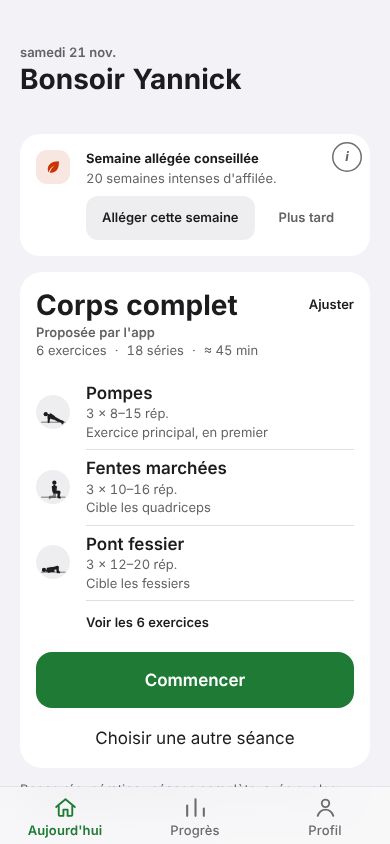 samedi 21 nov.
Bonsoir Yannick
Semaine allégée conseillée
i
20 semaines intenses d'affilée.
Alléger cette semaine
Plus tard
Corps complet
Ajuster
Proposée par l'app
6 exercices · 18 séries · ≈ 45 min
Pompes
3 × 8–15 rép.
Exercice principal, en premier
Fentes marchées
3 × 10–16 rép.
Cible les quadriceps
Pont fessier
3 × 12–20 rép.
Cible les fessiers
Voir les 6 exercices
Commencer
Choisir une autre séance
Aujourd'hui
Progrès
Profil